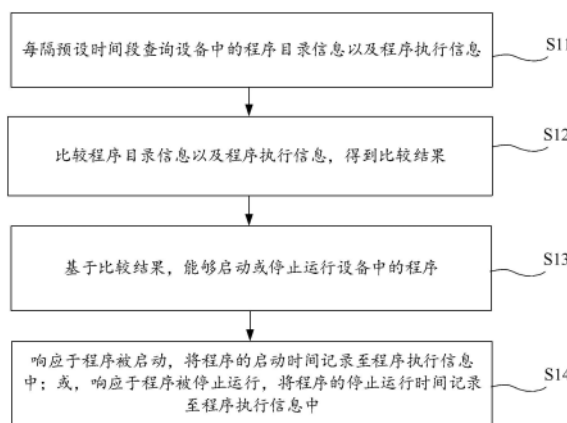 每隔预设时间段查询设备中的程序目录信息以及程序执行信息
S11
比较程序目录信息以及程序执行信息，得到比较结果
S12
基于比较结果，能够启动或停止运行设备中的程序
S13
响应于程序被启动，将程序的启动时间记录至程序执行信息
中；或，响应于程序被停止运行，将程序的停止运行时间记录
至程序执行信息中
S14